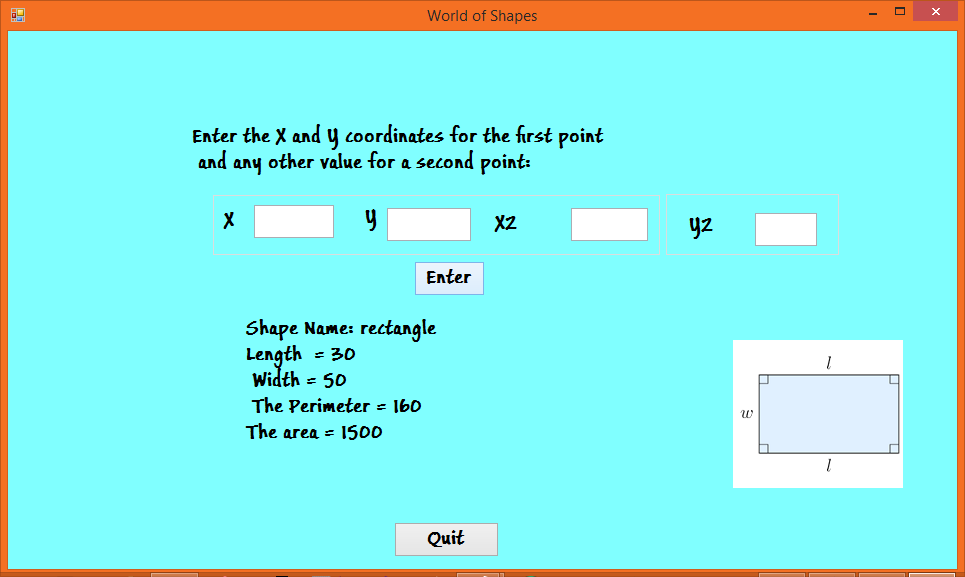 World of Shapes
Enter the X and Y coordinates for the first point
and any other value for a second point:
X Y X2 Y2
Enter
Shape Name: rectangle
Length = 30
Width = 50
The Perimeter = 160
The area = 1500
l
w
l
Quit